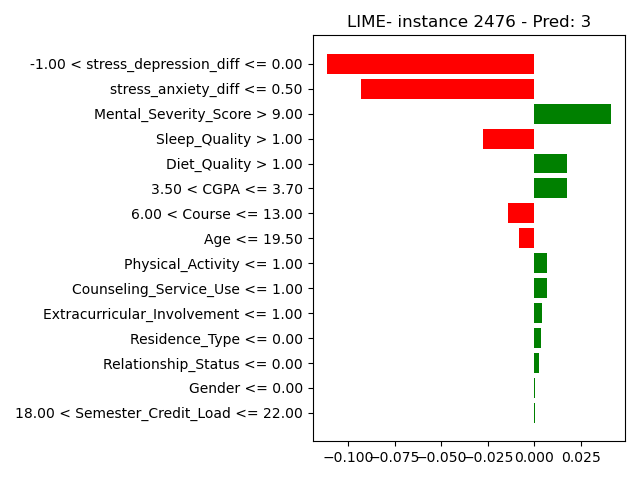 LIME- instance 2476 - Pred: 3
-1.00 < stress_depression_diff <= 0.00
stress_anxiety_diff <= 0.50
Mental_Severity_Score > 9.00
Sleep_Quality > 1.00
Diet_Quality > 1.00
3.50 < CGPA <= 3.70
6.00 < Course <= 13.00
Age <= 19.50
Physical_Activity <= 1.00
Counseling_Service_Use <= 1.00
Extracurricular_Involvement <= 1.00
Residence_Type <= 0.00
Relationship_Status <= 0.00
Gender <= 0.00
18.00 < Semester_Credit_Load <= 22.00
−0.100 −0.075 −0.050 −0.025 0.000 0.025